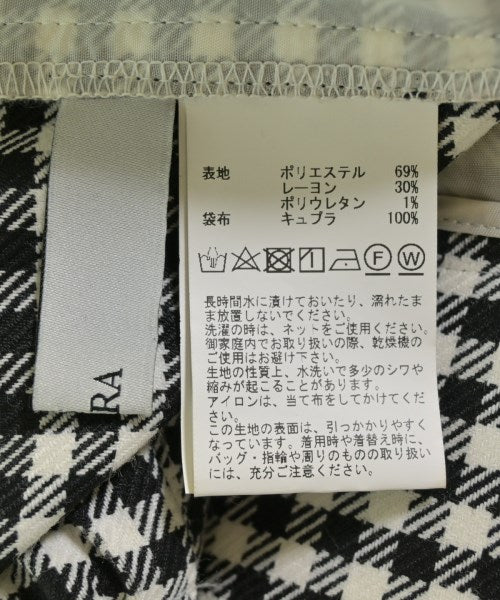 表地 ポリエステル 69%
レーヨン 30%
ポリウレタン 1%
袋布 キュプラ 100%
F W
長時間水に漬けておいたり、濡れたまま
ま放置しないでください。
洗濯の時は、ネットをご使用ください。
御家庭内でお取り扱いの際、乾燥機の
ご使用はお避け下さい。
生地の性質上、水洗いで多少のシワや
縮みが起こることがあります。
アイロンは、当て布をしてかけてくださ
い。
この生地の表面は、引っかかりやすく
なっています。着用時や着替え時に、
バッグ・指輪や周りのものの取り扱い
には、充分ご注意ください。
RA